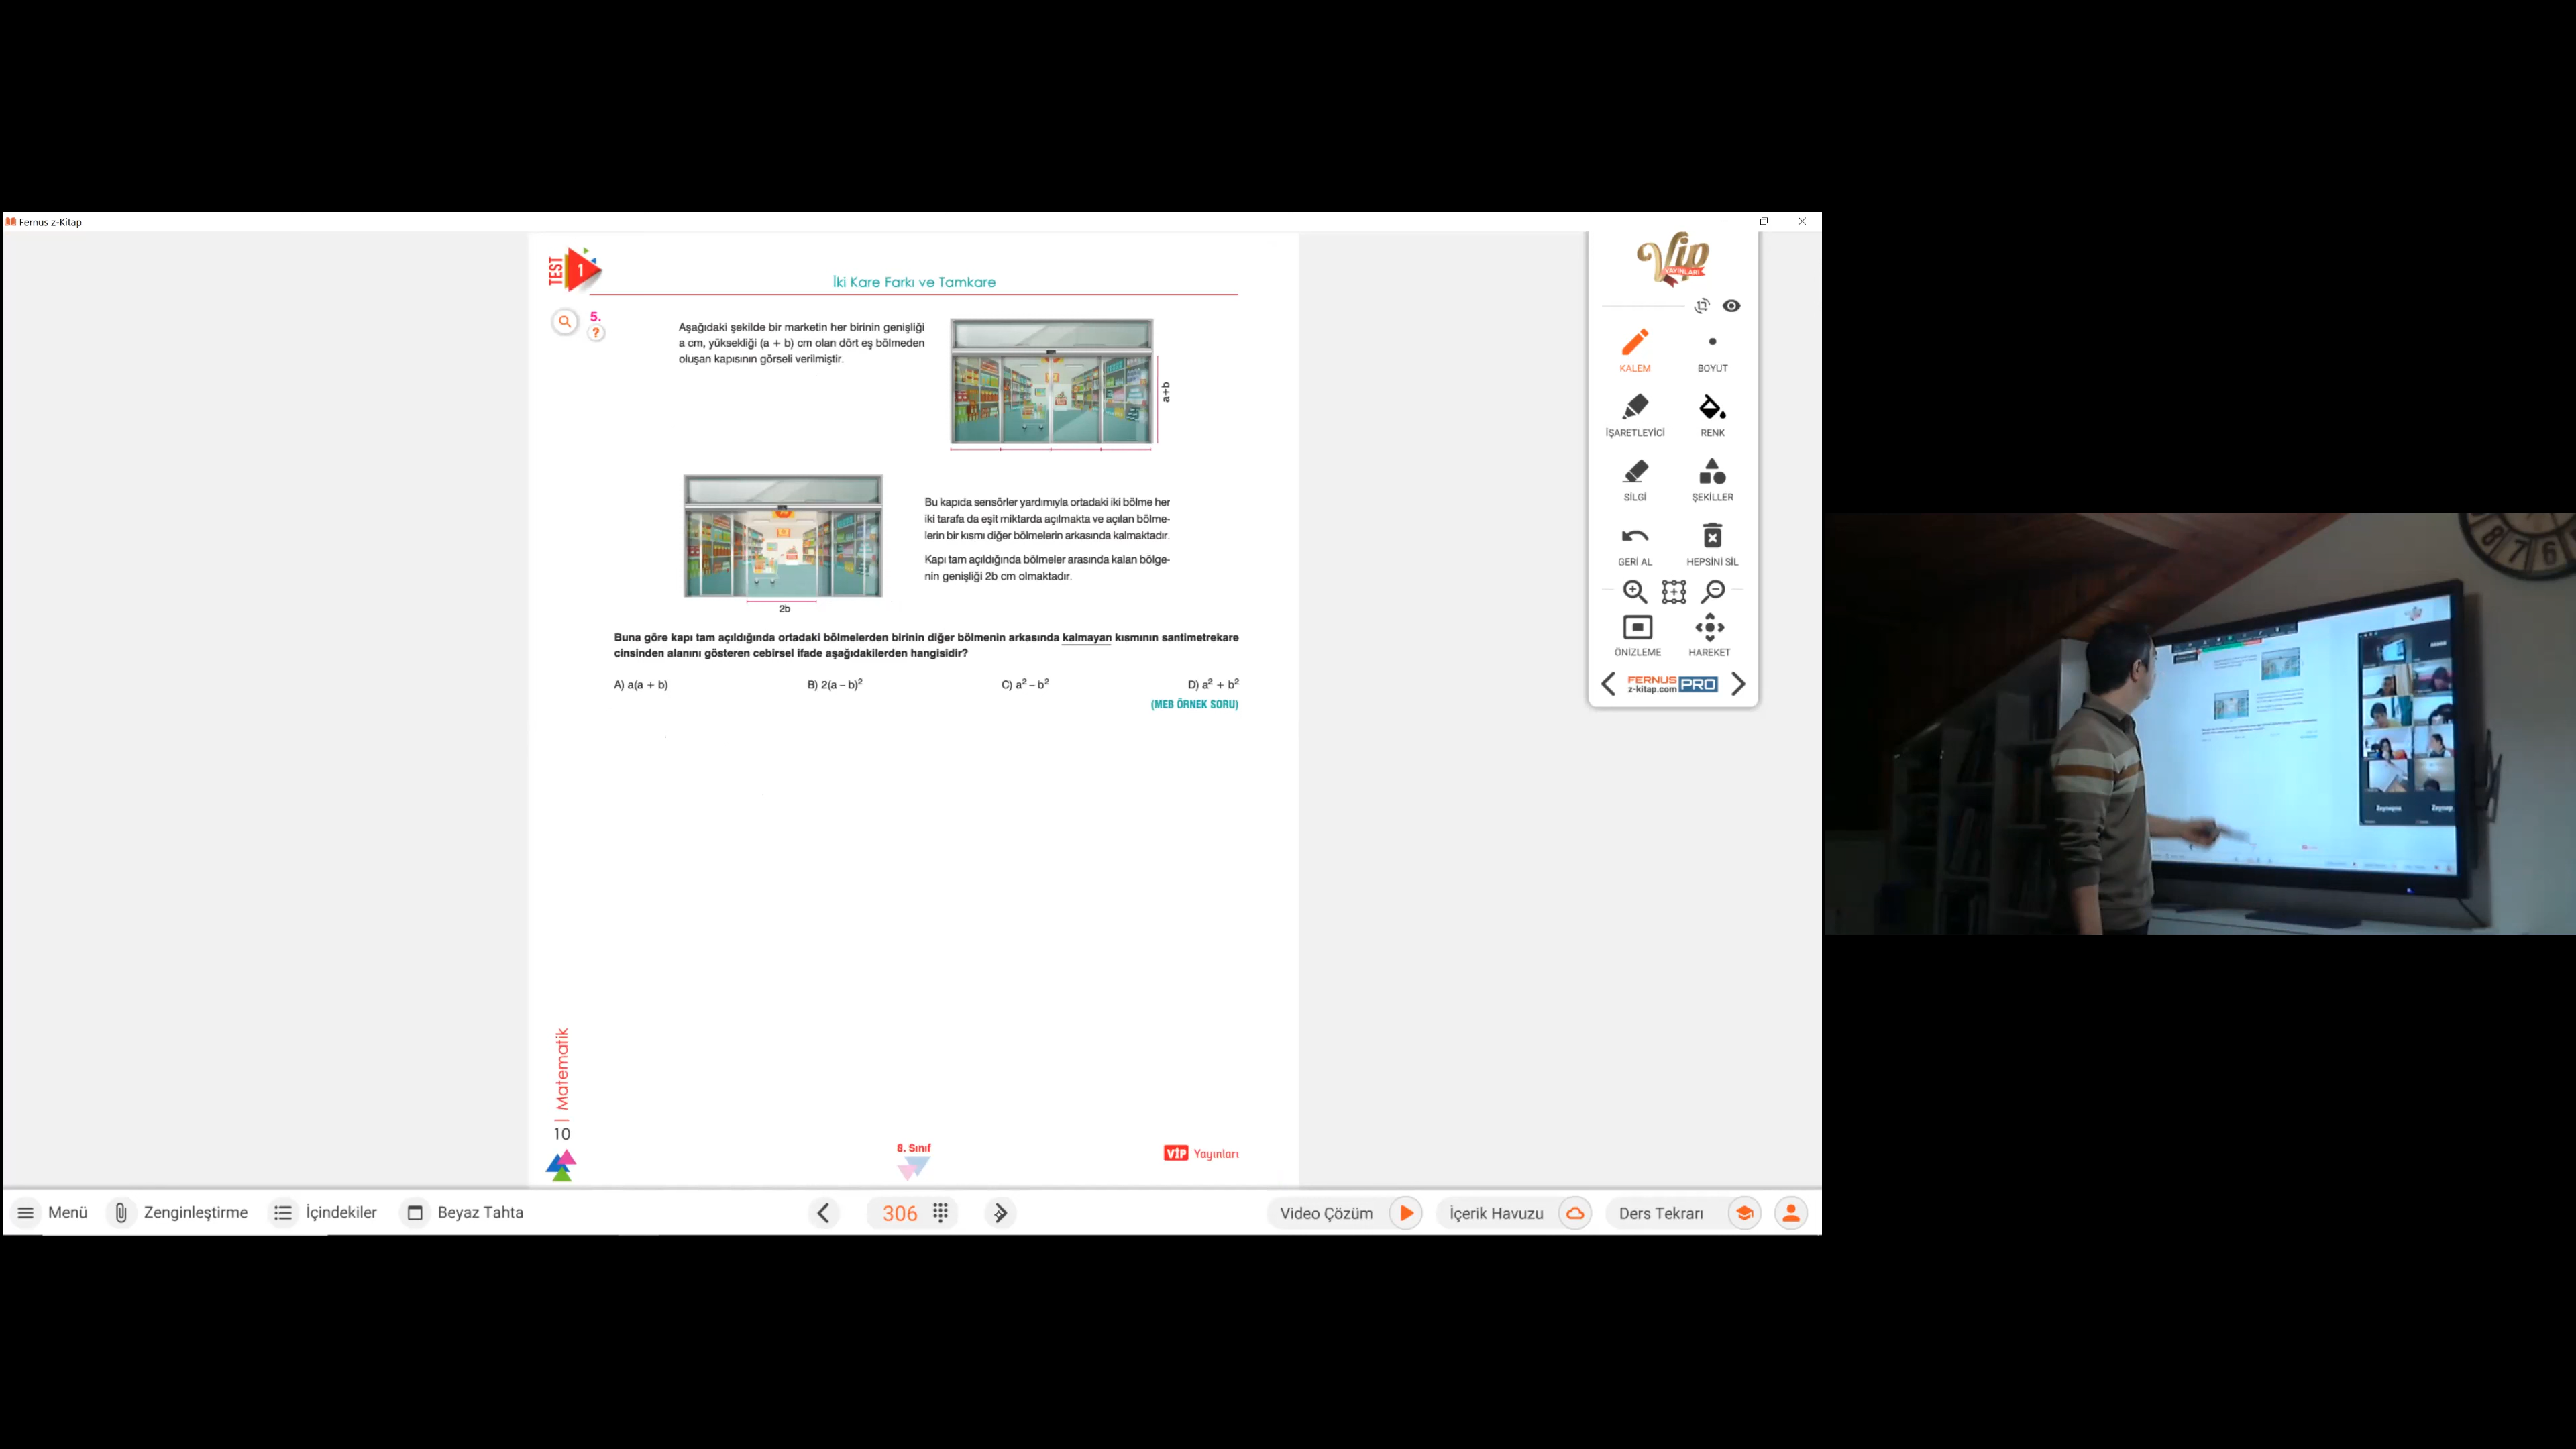 Fernus z-Kitap
TEST
1
İki Kare Farkı ve Tamkare
5.
?
Aşağıdaki şekilde bir marketin her birinin genişliği
a cm, yüksekliği (a + b) cm olan dört eş bölmeden
oluşan kapısının görseli verilmiştir.
a+b
Bu kapıda sensörler yardımıyla ortadaki iki bölme her
iki tarafa da eşit miktarda açılmakta ve açılan bölme-
lerin bir kısmı diğer bölmelerin arkasında kalmaktadır.
Kapı tam açıldığında bölmeler arasında kalan bölge-
nin genişliği 2b cm olmaktadır.
2b
Buna göre kapı tam açıldığında ortadaki bölmelerden birinin diğer bölmenin arkasında kalmayan kısmının santimetrekare
cinsinden alanını gösteren cebirsel ifade aşağıdakilerden hangisidir?
A) a(a + b) B) 2(a – b)² C) a² – b² D) a² + b²
(MEB ÖRNEK SORU)
Matematik
10
8. Sınıf
VİP Yayınları
Vip
YAYINLARI
KALEM BOYUT
İŞARETLEYİCİ RENK
SİLGİ ŞEKİLLER
GERİ AL HEPSİNİ SİL
ÖNİZLEME HAREKET
FERNUS
z-kitap.com PRO
Menü Zenginleştirme İçindekiler Beyaz Tahta 306 Video Çözüm İçerik Havuzu Ders Tekrarı
8 7 6